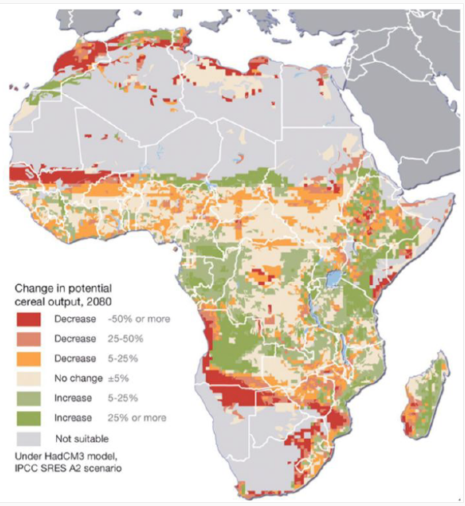 Change in potential
cereal output, 2080
Decrease -50% or more
Decrease 25-50%
Decrease 5-25%
No change ±5%
Increase 5-25%
Increase 25% or more
Not suitable
Under HadCM3 model,
IPCC SRES A2 scenario